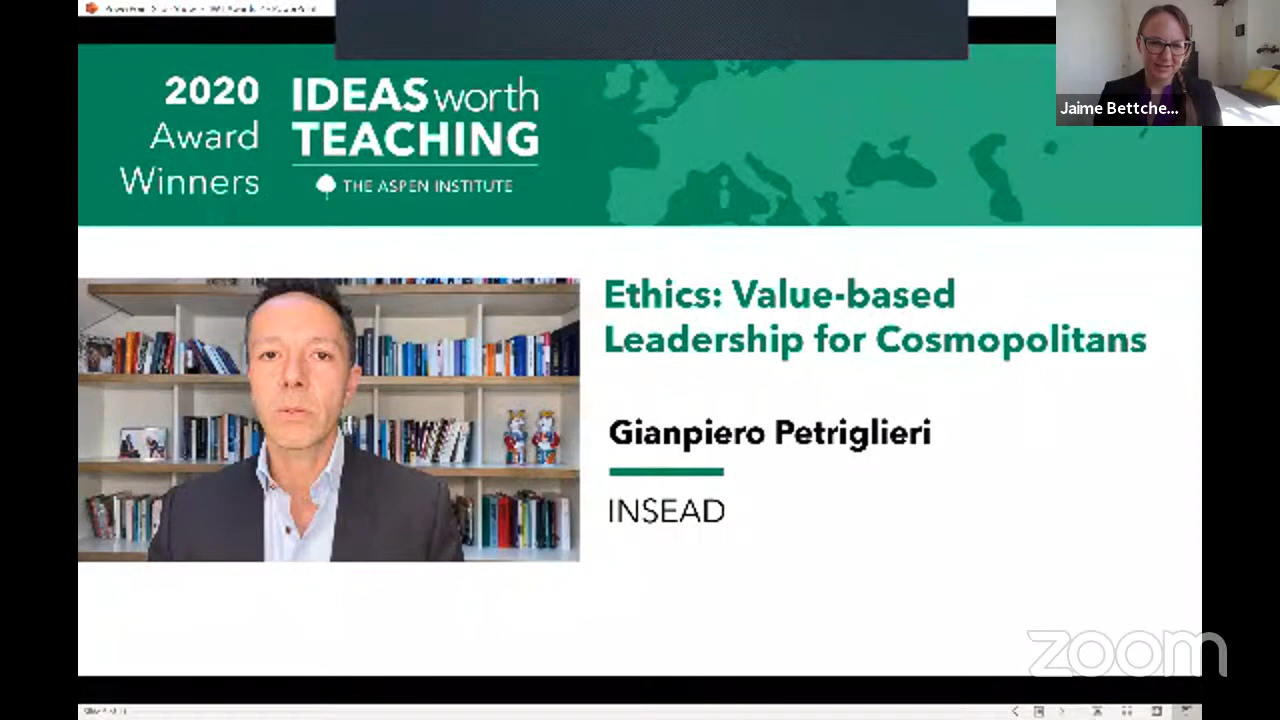 2020
Award
Winners
IDEAS worth
TEACHING
THE ASPEN INSTITUTE
Jaime Bettche...
Ethics: Value-based
Leadership for Cosmopolitans
Gianpiero Petriglieri
INSEAD
zoom